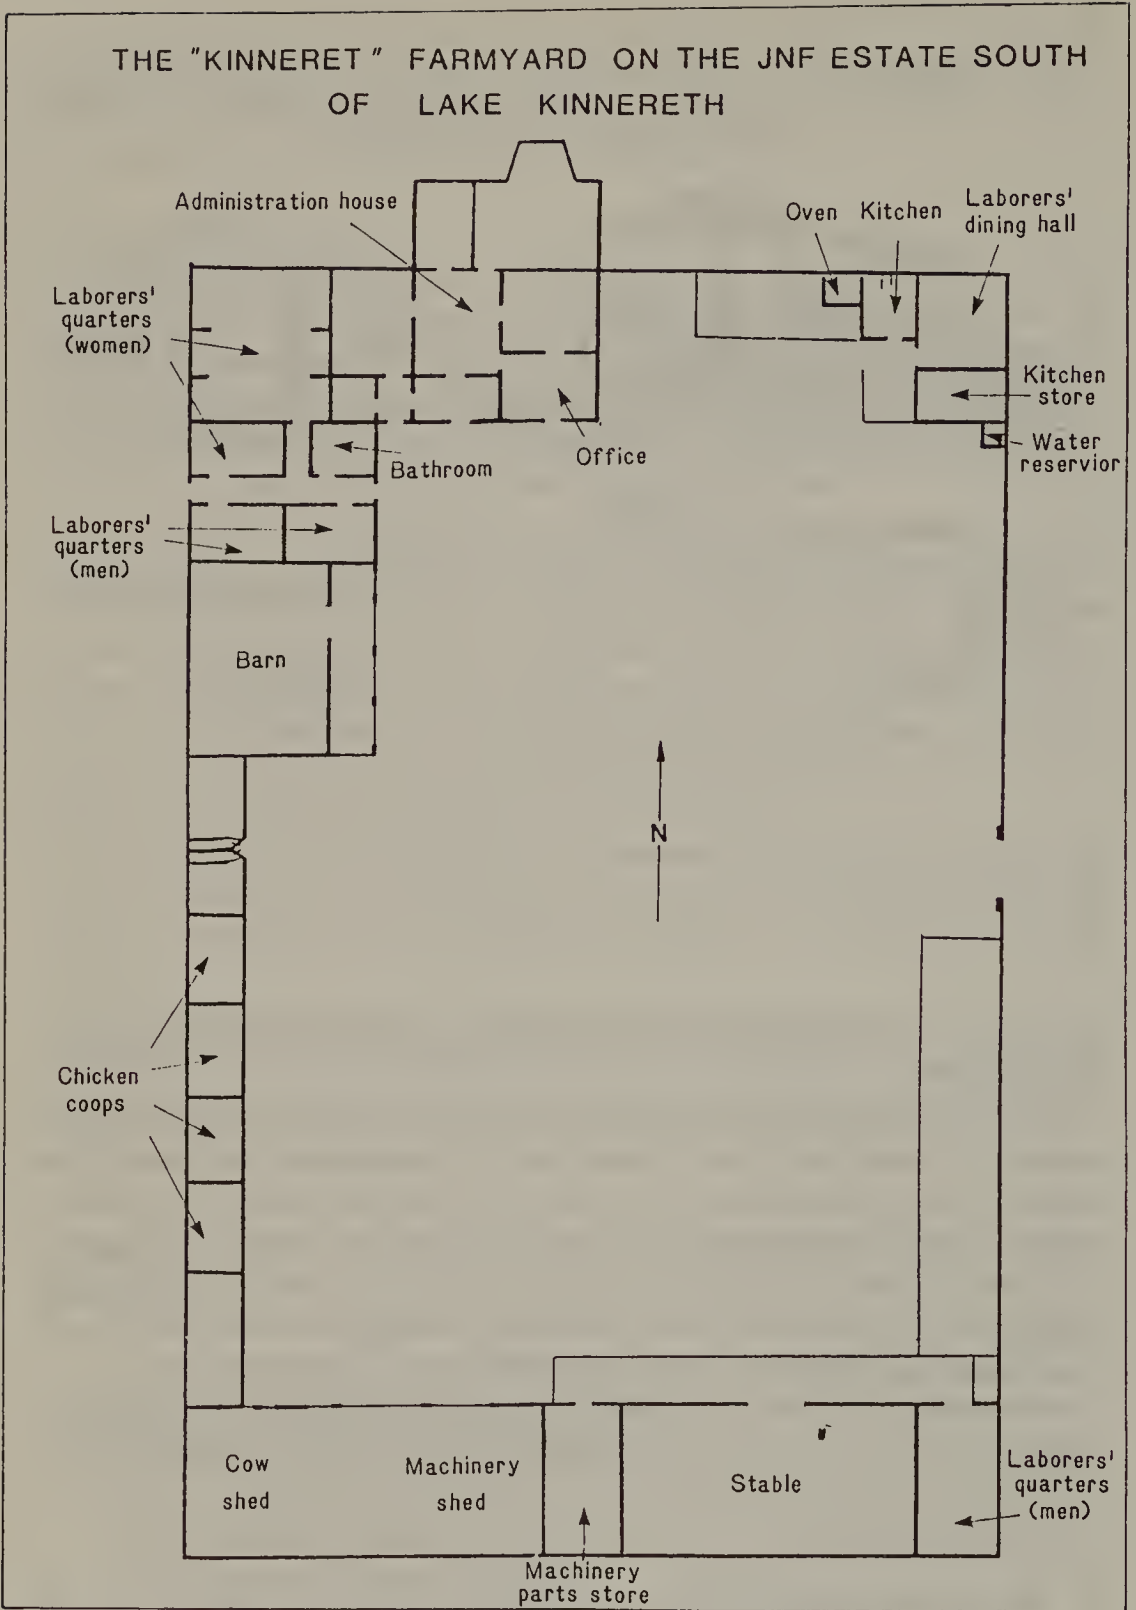 THE "KINNERET" FARMYARD ON THE JNF ESTATE SOUTH
OF LAKE KINNERETH
Administration house
Oven
Kitchen
Laborers'
dining hall
Laborers'
quarters
(women)
Kitchen
store
Water
reservior
Bathroom
Office
Laborers'
quarters
(men)
Barn
N
Chicken
coops
Cow
shed
Machinery
shed
Stable
Laborers'
quarters
(men)
Machinery
parts store